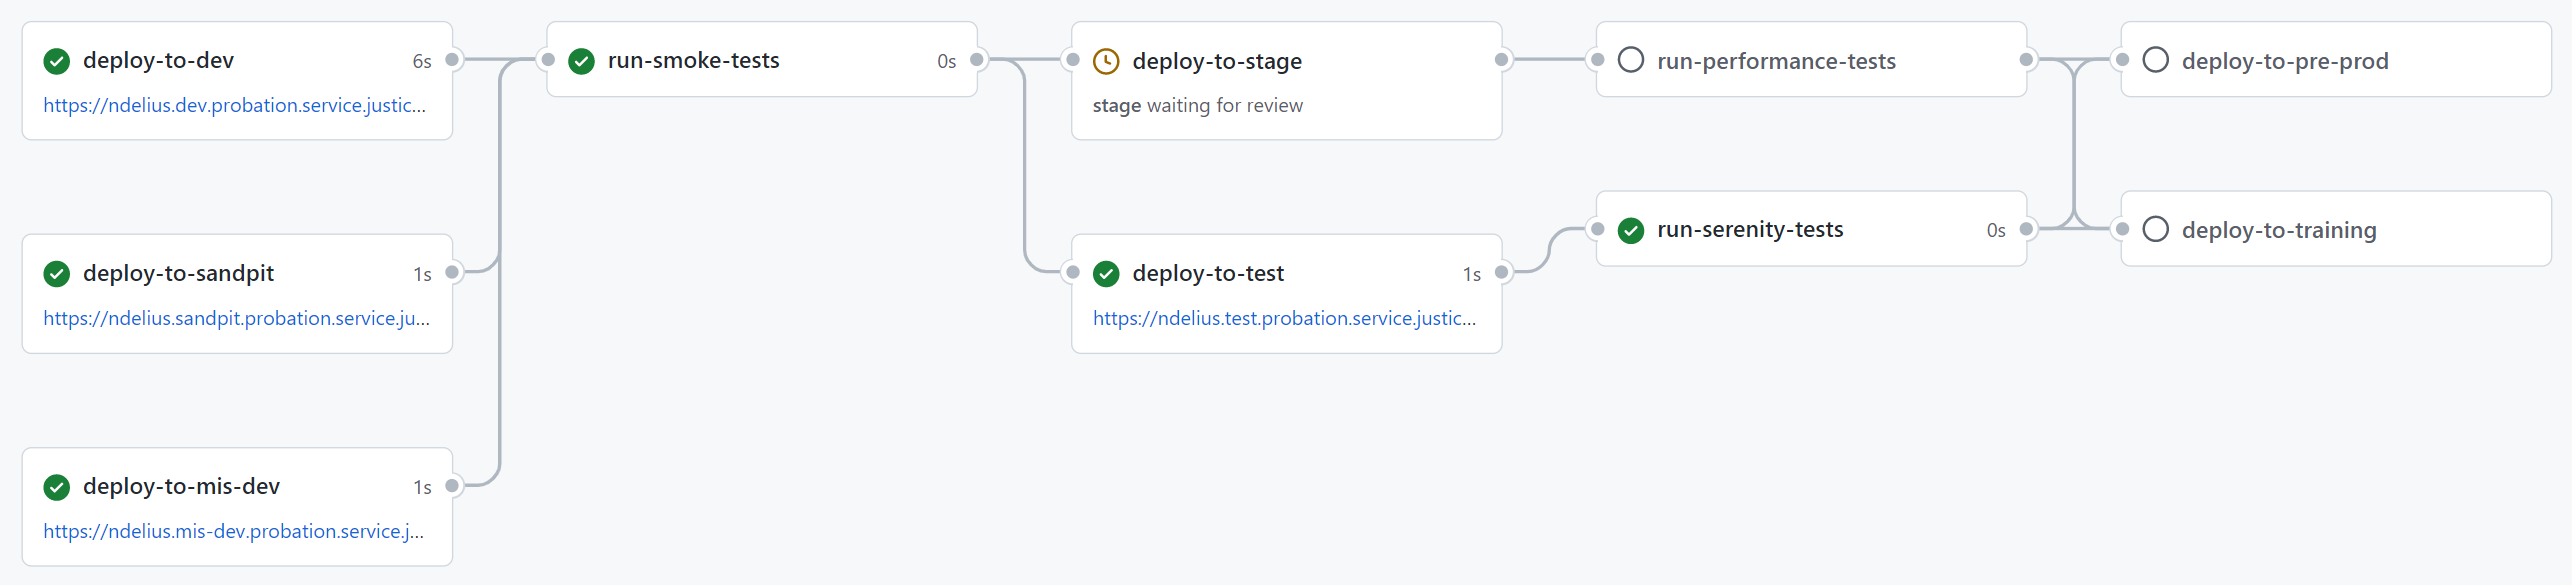 deploy-to-dev 6s
https://ndelius.dev.probation.service.justic...
deploy-to-sandpit 1s
https://ndelius.sandpit.probation.service.ju...
deploy-to-mis-dev 1s
https://ndelius.mis-dev.probation.service.j...
run-smoke-tests 0s
deploy-to-stage
stage waiting for review
deploy-to-test 1s
https://ndelius.test.probation.service.justic...
run-performance-tests
run-serenity-tests 0s
deploy-to-pre-prod
deploy-to-training